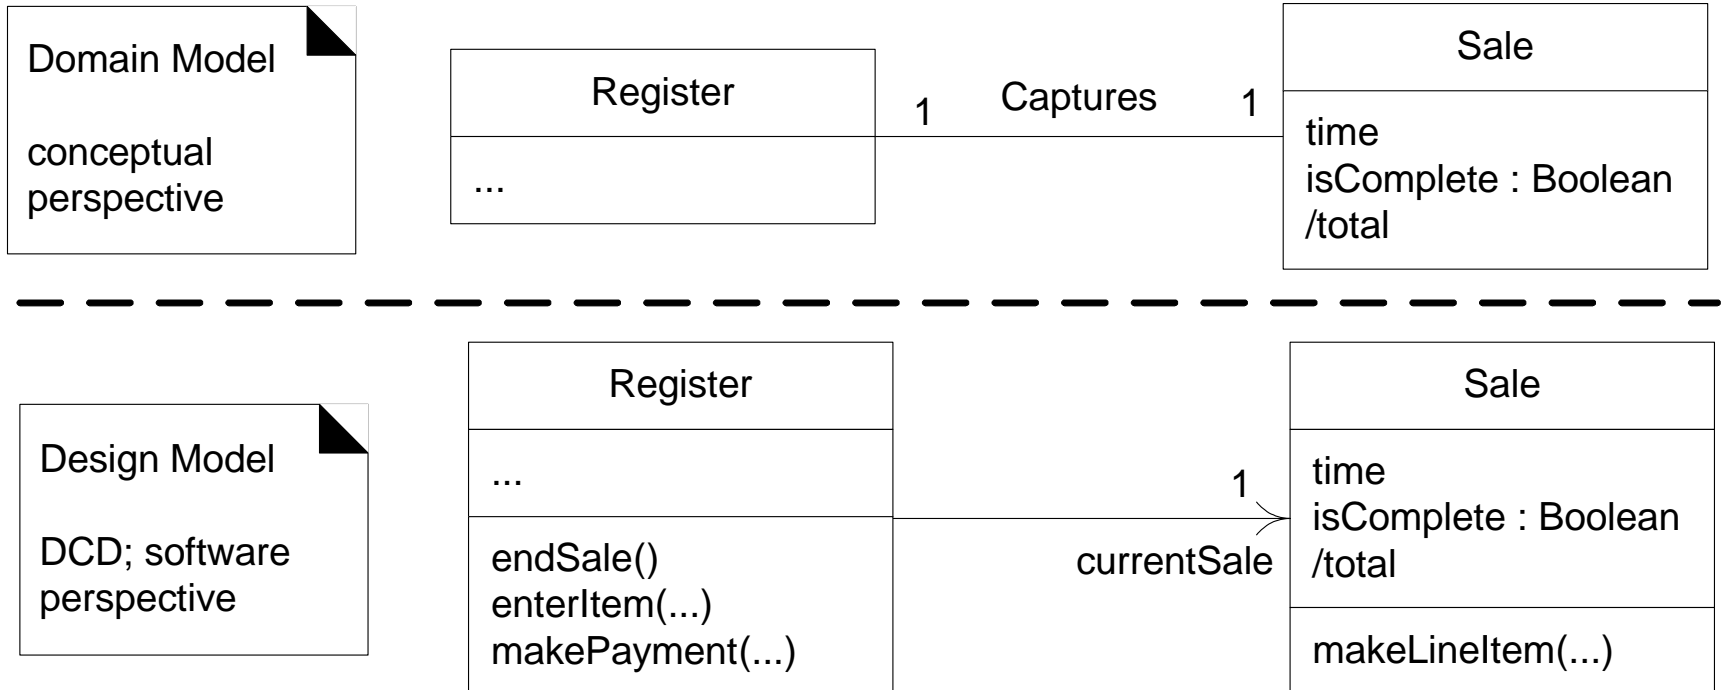 Domain Model
conceptual
perspective
Register
...
1
Captures
1
Sale
time
isComplete : Boolean
/total
Design Model
DCD; software
perspective
Register
...
endSale()
enterItem(...)
makePayment(...)
1
currentSale
Sale
time
isComplete : Boolean
/total
makeLineItem(...)